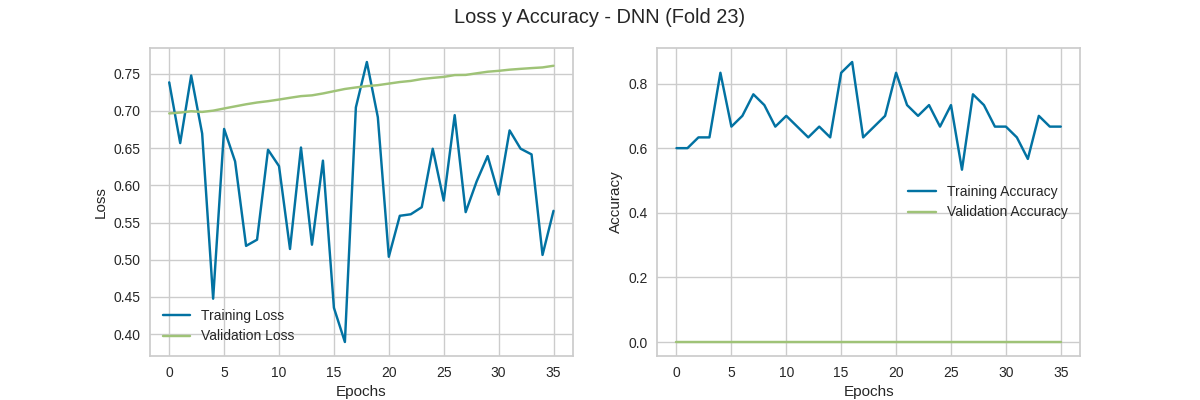 Loss y Accuracy - DNN (Fold 23)
Loss
0.75
0.70
0.65
0.60
0.55
0.50
0.45
0.40
Training Loss
Validation Loss
0 5 10 15 20 25 30 35
Epochs
Accuracy
0.8
0.6
0.4
0.2
0.0
Training Accuracy
Validation Accuracy
0 5 10 15 20 25 30 35
Epochs